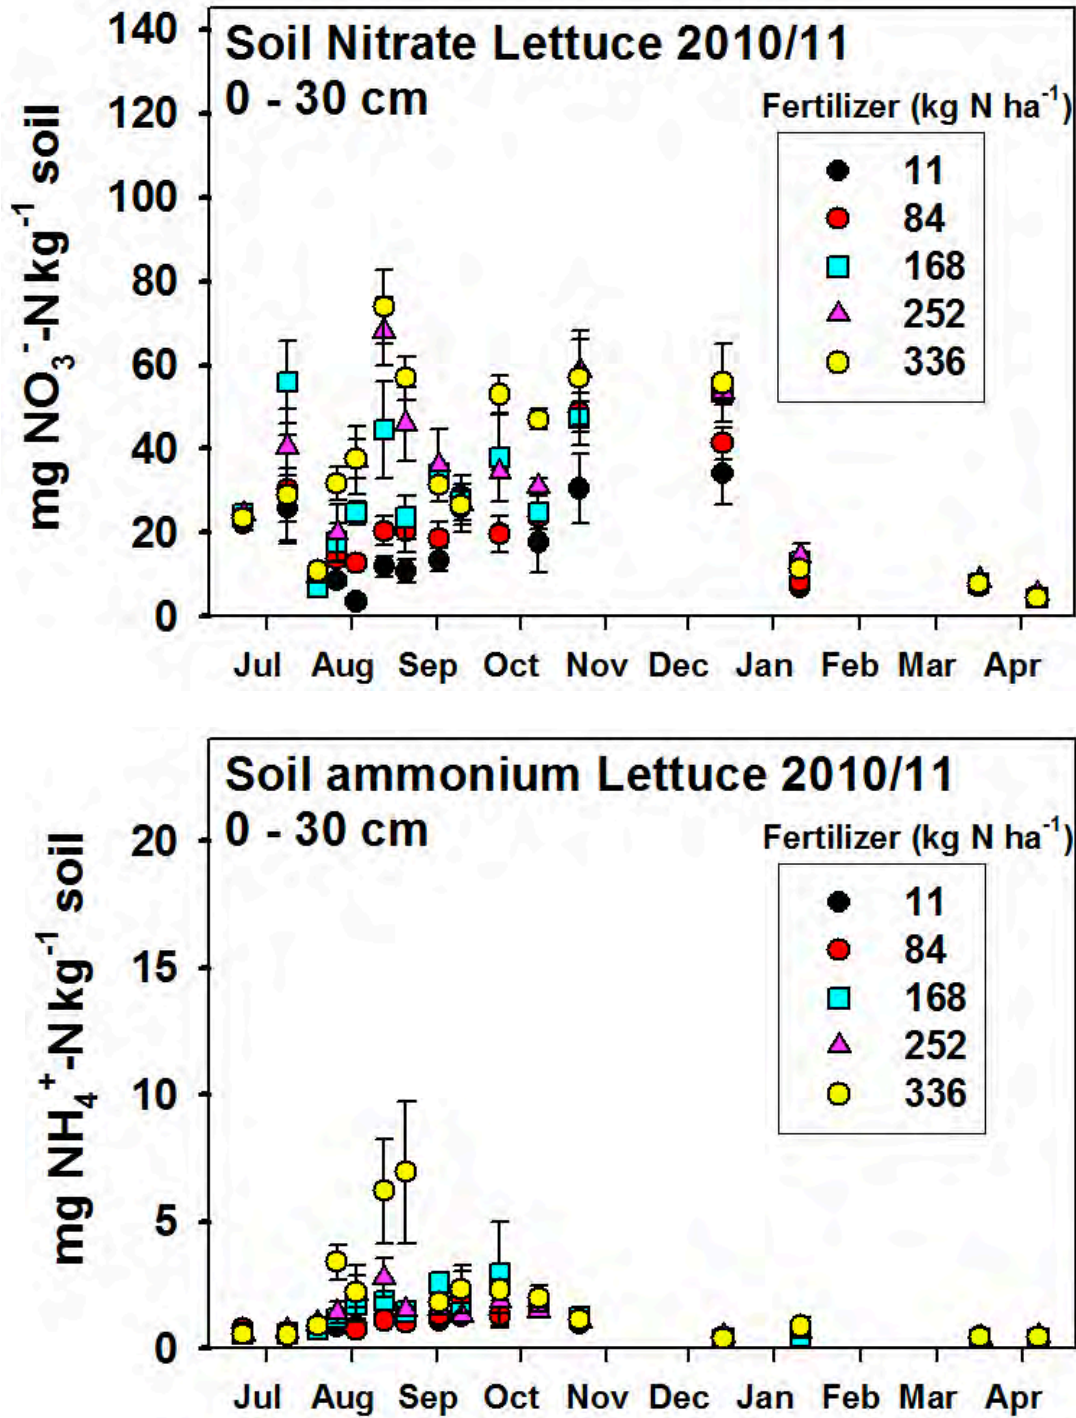 Soil Nitrate Lettuce 2010/11
0 - 30 cm
Fertilizer (kg N ha⁻¹)
11
84
168
252
336
mg NO₃⁻-N kg⁻¹ soil
140
120
100
80
60
40
20
0
Jul Aug Sep Oct Nov Dec Jan Feb Mar Apr
Soil ammonium Lettuce 2010/11
0 - 30 cm
Fertilizer (kg N ha⁻¹)
11
84
168
252
336
mg NH₄⁺-N kg⁻¹ soil
20
15
10
5
0
Jul Aug Sep Oct Nov Dec Jan Feb Mar Apr